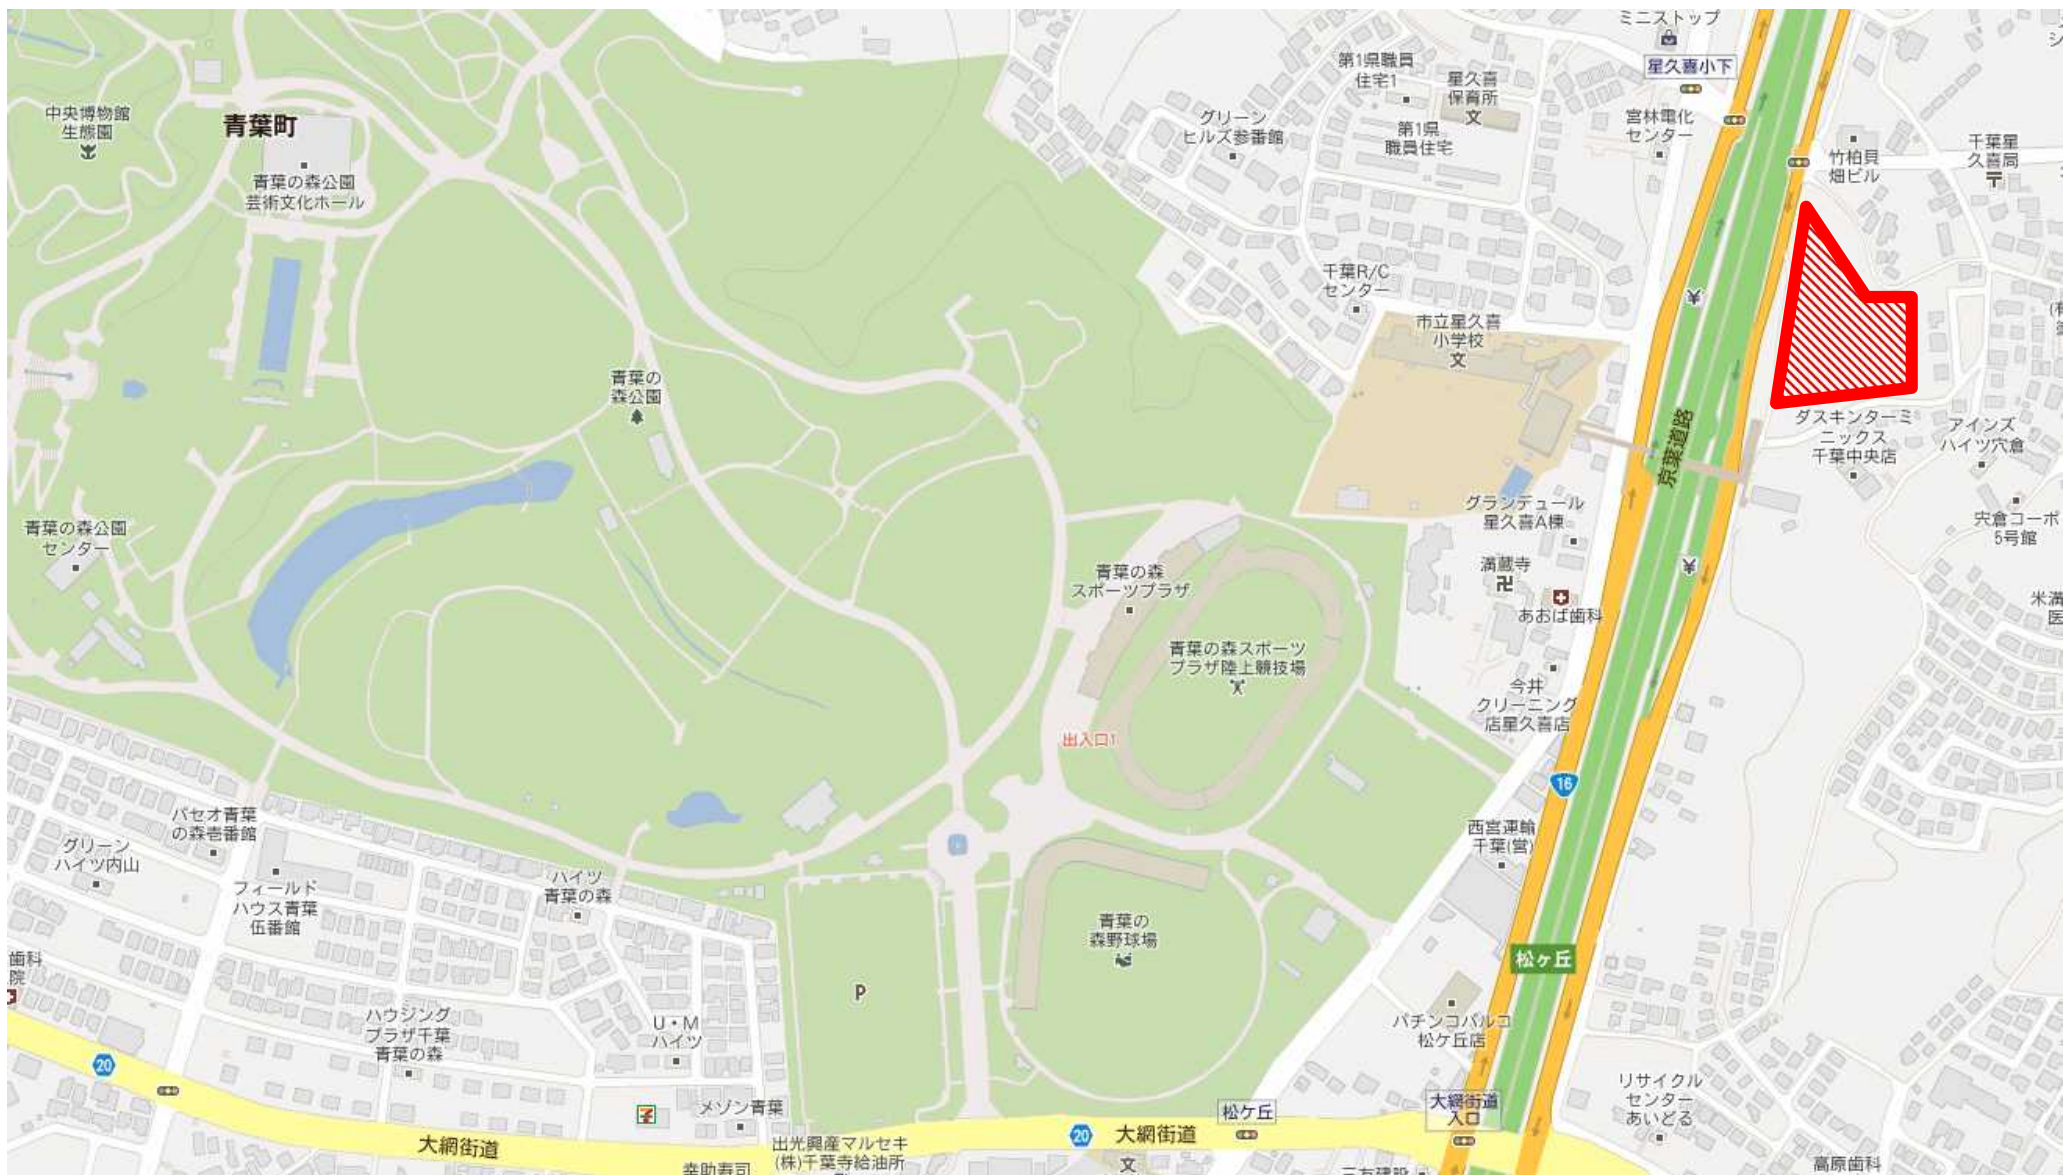 ミニストップ
星久喜小下
第1県職員
住宅1
星久喜
保育所
中央博物館
生態園
青葉町
グリーン
ヒルズ参番館
第1県
職員住宅
宮林電化
センター
竹柏貝
畑ビル
千葉星
久喜局
青葉の森公園
芸術文化ホール
千葉R/C
センター
市立星久喜
小学校
文
青葉の
森公園
京葉道路
ダスキンターミ
ニックス
千葉中央店
アインズ
ハイツ穴倉
グランデュール
星久喜A棟
宍倉コーポ
5号館
青葉の森公園
センター
満蔵寺
青葉の森
スポーツプラザ
あおば歯科
米満
医
青葉の森スポーツ
プラザ陸上競技場
今井
クリーニング
店星久喜店
出入口1
16
パセオ青葉
の森壱番館
西宮運輸
千葉(営)
グリーン
ハイツ内山
フィールド
ハウス青葉
伍番館
ハイツ
青葉の森
青葉の
森野球場
歯科
院
松ヶ丘
P
ハウジング
プラザ千葉
青葉の森
U・M
ハイツ
パチンコパルコ
松ケ丘店
20
リサイクル
センター
あいどる
メゾン青葉
松ケ丘
大網街道
入口
大網街道
出光興産マルセキ
(株)千葉寺給油所
20
大網街道
文
幸助寿司
高原歯科